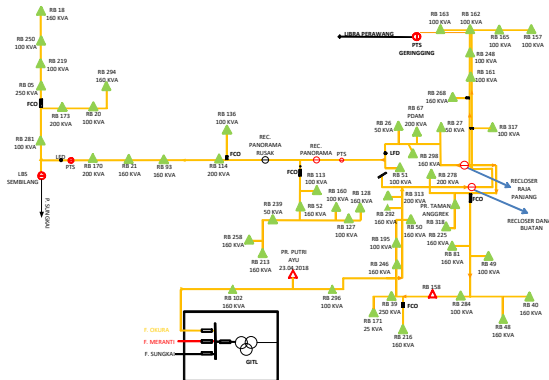 RB 18
160 KVA
RB 250
100 KVA
RB 219
100 KVA
RB 05
250 KVA
FCO
RB 294
160 KVA
RB 173
200 KVA
RB 20
100 KVA
RB 281
100 KVA
LBS
SEMBILANG
PTS
P. SUNGKAI
RB 170
200 KVA
RB 21
160 KVA
RB 93
160 KVA
RB 114
200 KVA
FCO
RB 136
100 KVA
REC.
PANORAMA
RUSAK
REC.
PANORAMA
PTS
FCO
RB 113
100 KVA
RB 160
100 KVA
RB 128
160 KVA
RB 239
50 KVA
RB 52
160 KVA
RB 127
100 KVA
RB 258
160 KVA
RB 213
160 KVA
PR. PUTRI
AYU
23.04.2018
RB 102
160 KVA
RB 296
100 KVA
F. MERANTI
F. SUNGKAI
GITL
LIBRA PERAWANG
PTS
GERINGGING
RB 163
100 KVA
RB 162
100 KVA
RB 165
100 KVA
RB 157
100 KVA
RB 248
100 KVA
RB 161
100 KVA
RB 268
160 KVA
RB 67
PDAM
200 KVA
RB 26
50 KVA
RB 27
RB 317
100 KVA
LFD
RB 298
160 KVA
RB 51
100 KVA
RB 278
200 KVA
RECLOSER
RAJA
PANJANG
RECLOSER DANau
BUATAN
FCO
RB 313
200 KVA
PR. TAMAN
ANGGREK
RB 292
160 KVA
RB 50
160 KVA
RB 318
RB 225
160 KVA
RB 195
100 KVA
RB 81
160 KVA
RB 49
100 KVA
RB 246
160 KVA
RB 158
RB 39
250 KVA
FCO
RB 284
100 KVA
RB 40
160 KVA
RB 171
25 KVA
RB 216
160 KVA
RB 48
160 KVA